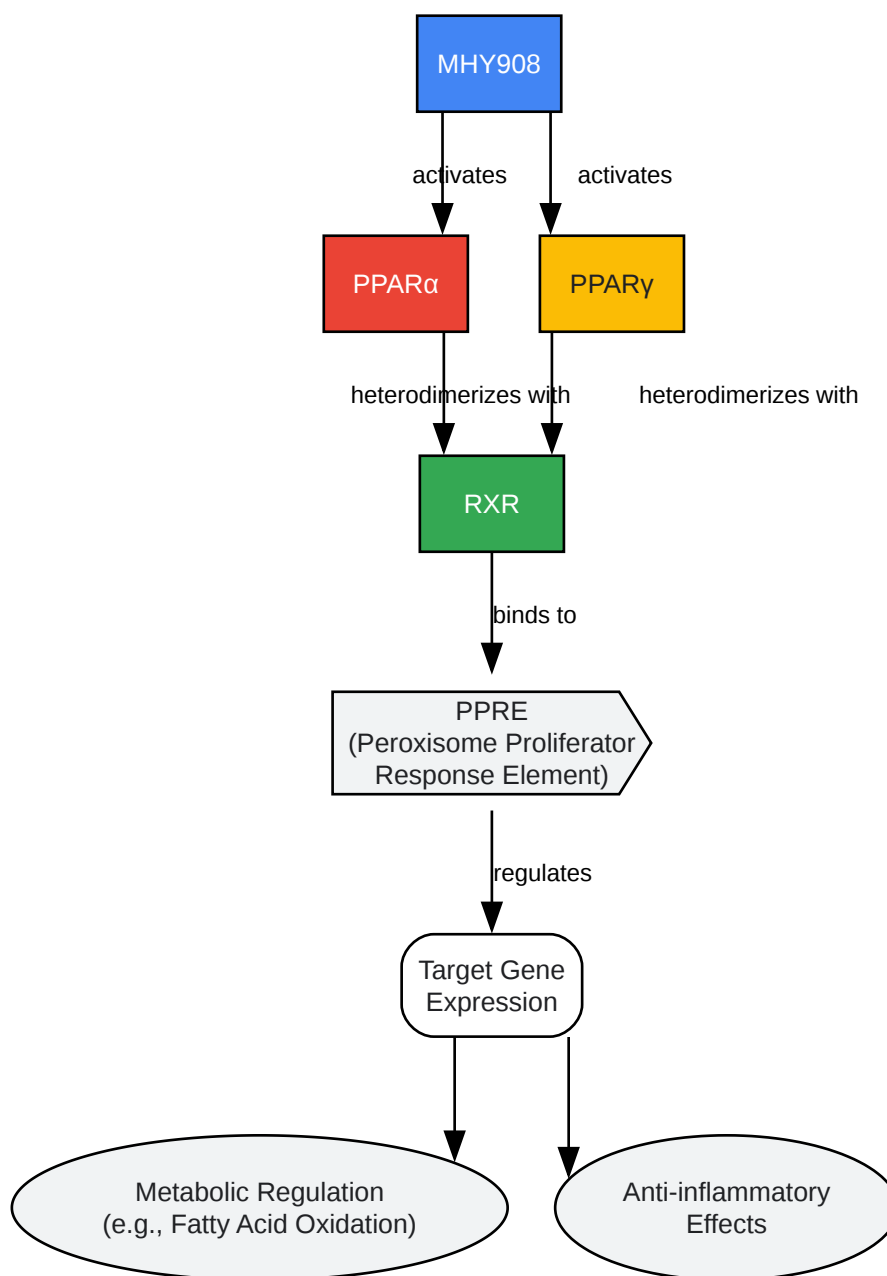 MHY908
activates
activates
PPARα
PPARγ
heterodimerizes with
heterodimerizes with
RXR
binds to
PPRE
(Peroxisome Proliferator
Response Element)
regulates
Target Gene
Expression
Metabolic Regulation
(e.g., Fatty Acid Oxidation)
Anti-inflammatory
Effects